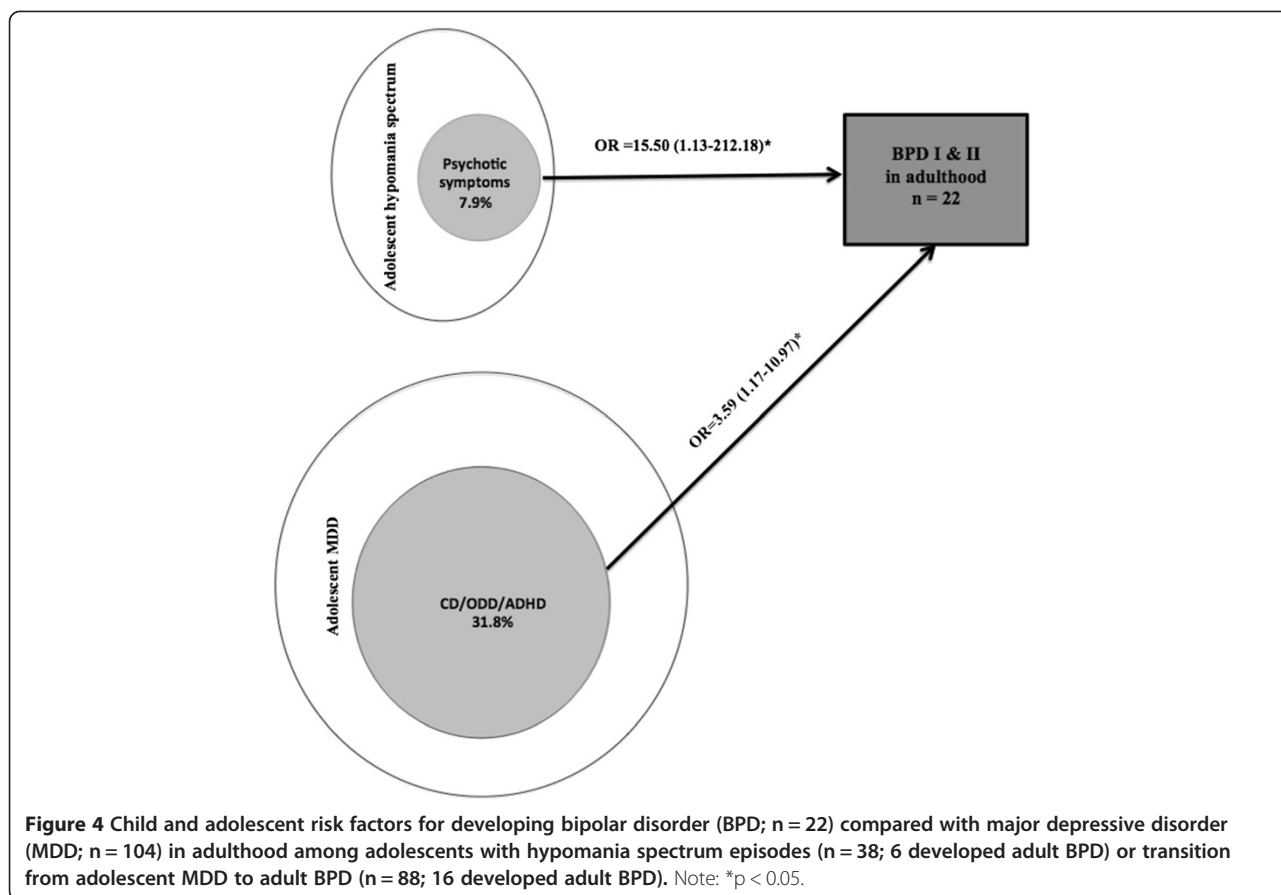 Adolescent hypomania spectrum
Psychotic
symptoms
7.9%
OR =15.50 (1.13-212.18)*
BPD I & II
in adulthood
n = 22
OR=3.59 (1.17-10.97)*
Adolescent MDD
CD/ODD/ADHD
31.8%
Figure 4 Child and adolescent risk factors for developing bipolar disorder (BPD; n = 22) compared with major depressive disorder
(MDD; n = 104) in adulthood among adolescents with hypomania spectrum episodes (n = 38; 6 developed adult BPD) or transition
from adolescent MDD to adult BPD (n = 88; 16 developed adult BPD). Note: *p < 0.05.